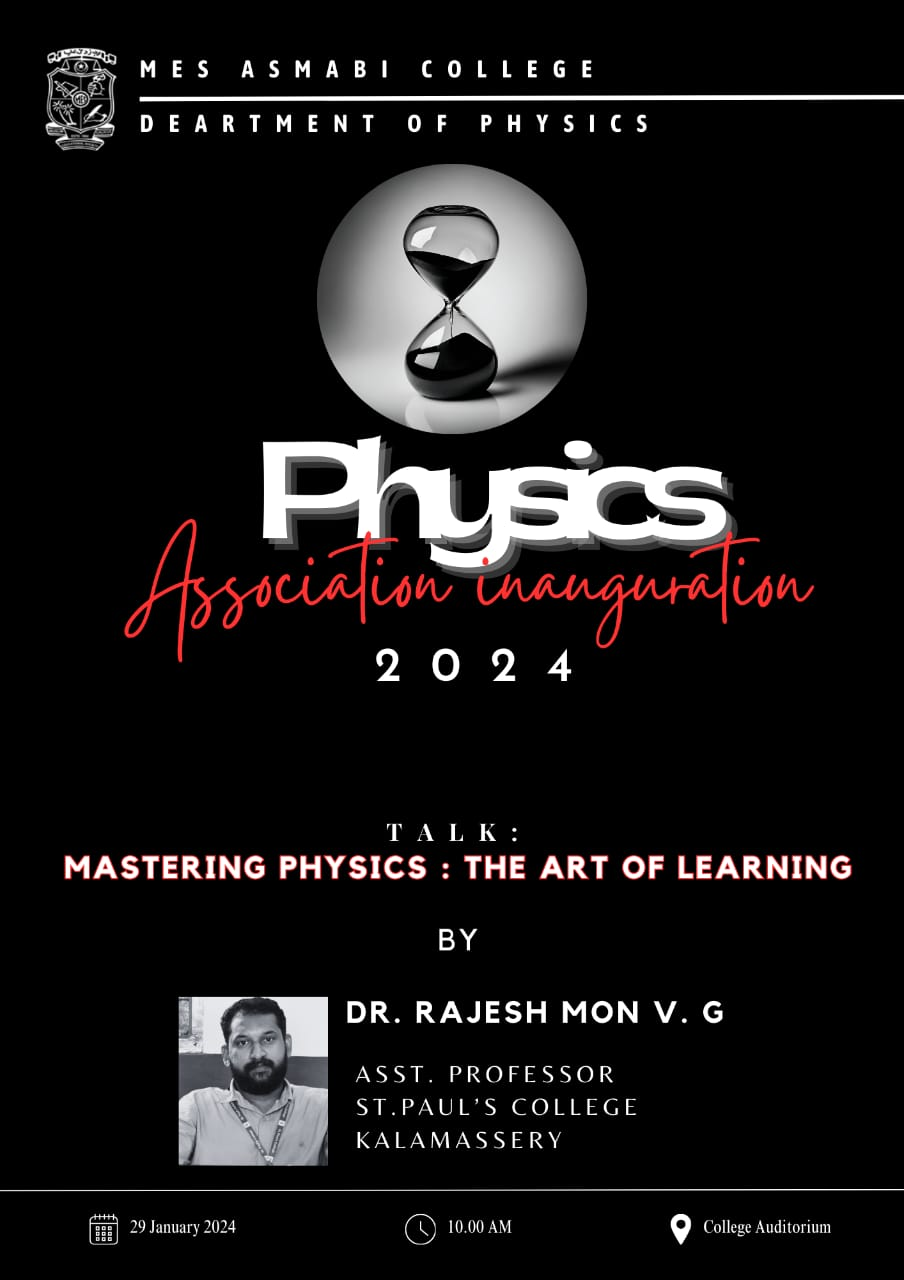 MES ASMABI COLLEGE
DEARTMENT OF PHYSICS
Physics
Association inauguration
2024
TALK:
MASTERING PHYSICS : THE ART OF LEARNING
BY
DR. RAJESH MON V. G
ASST. PROFESSOR
ST.PAUL'S COLLEGE
KALAMASSERY
29 January 2024
10.00 AM
College Auditorium